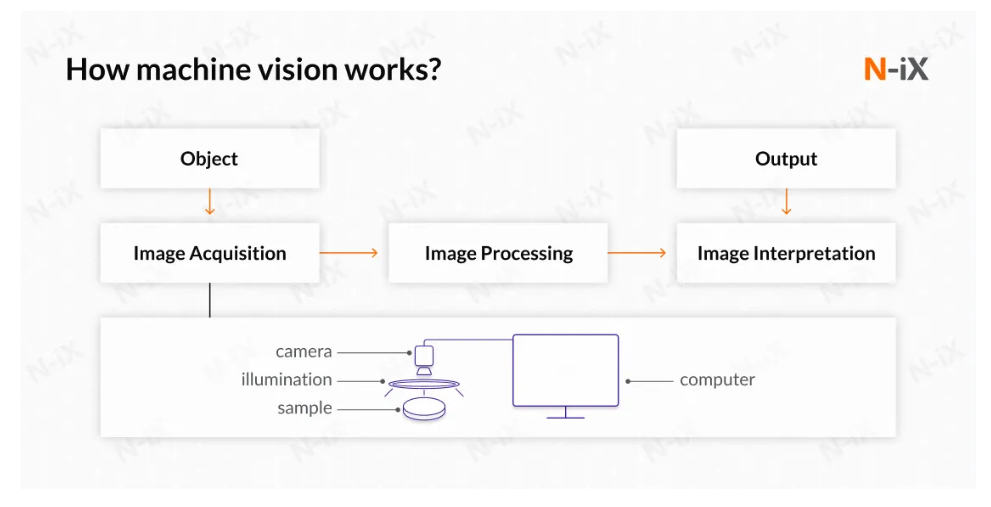 How machine vision works?
N-iX
Object
Output
Image Acquisition
Image Processing
Image Interpretation
camera
illumination
sample
computer